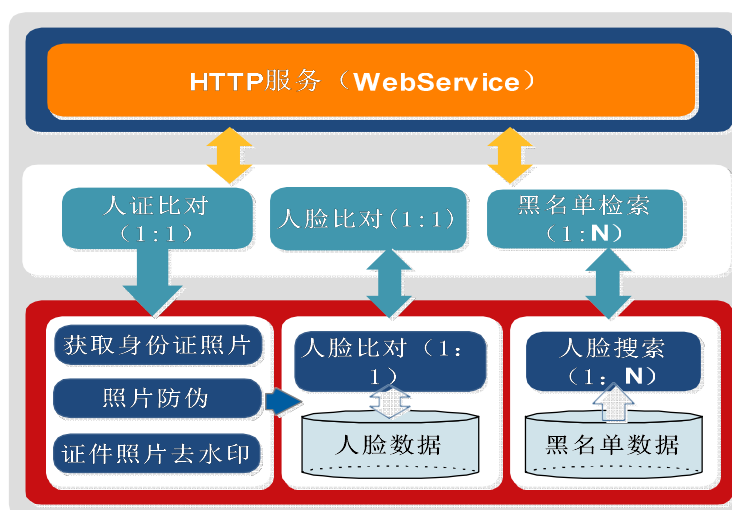 HTTP服务（WebService）
人证比对
（1:1）
人脸比对(1:1)
黑名单检索
（1:N）
获取身份证照片
照片防伪
证件照片去水印
人脸比对（1:
1）
人脸数据
人脸搜索
（1：N）
黑名单数据